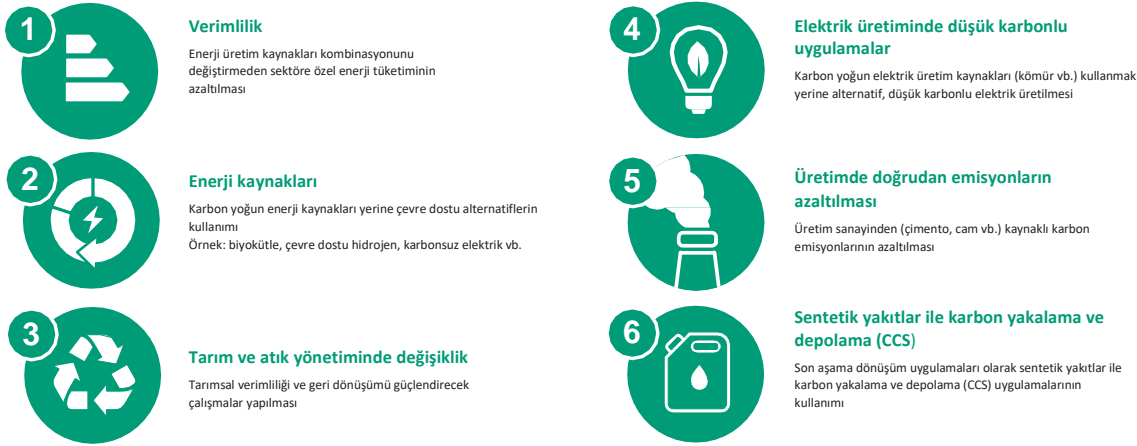 1
Verimlilik
Enerji üretim kaynakları kombinasyonunu
değiştirmeden sektöre özel enerji tüketiminin
azaltılması
2
Enerji kaynakları
Karbon yoğun enerji kaynakları yerine çevre dostu alternatiflerin
kullanımı
Örnek: biyokütle, çevre dostu hidrojen, karbonsuz elektrik vb.
3
Tarım ve atık yönetiminde değişiklik
Tarımsal verimliliği ve geri dönüşümü güçlendirecek
çalışmalar yapılması
4
Elektrik üretiminde düşük karbonlu
uygulamalar
Karbon yoğun elektrik üretim kaynakları (kömür vb.) kullanmak
yerine alternatif, düşük karbonlu elektrik üretilmesi
5
Üretimde doğrudan emisyonların
azaltılması
Üretim sanayinden (çimento, cam vb.) kaynaklı karbon
emisyonlarının azaltılması
6
Sentetik yakıtlar ile karbon yakalama ve
depolama (CCS)
Son aşama dönüşüm uygulamaları olarak sentetik yakıtlar ile
karbon yakalama ve depolama (CCS) uygulamalarının
kullanımı